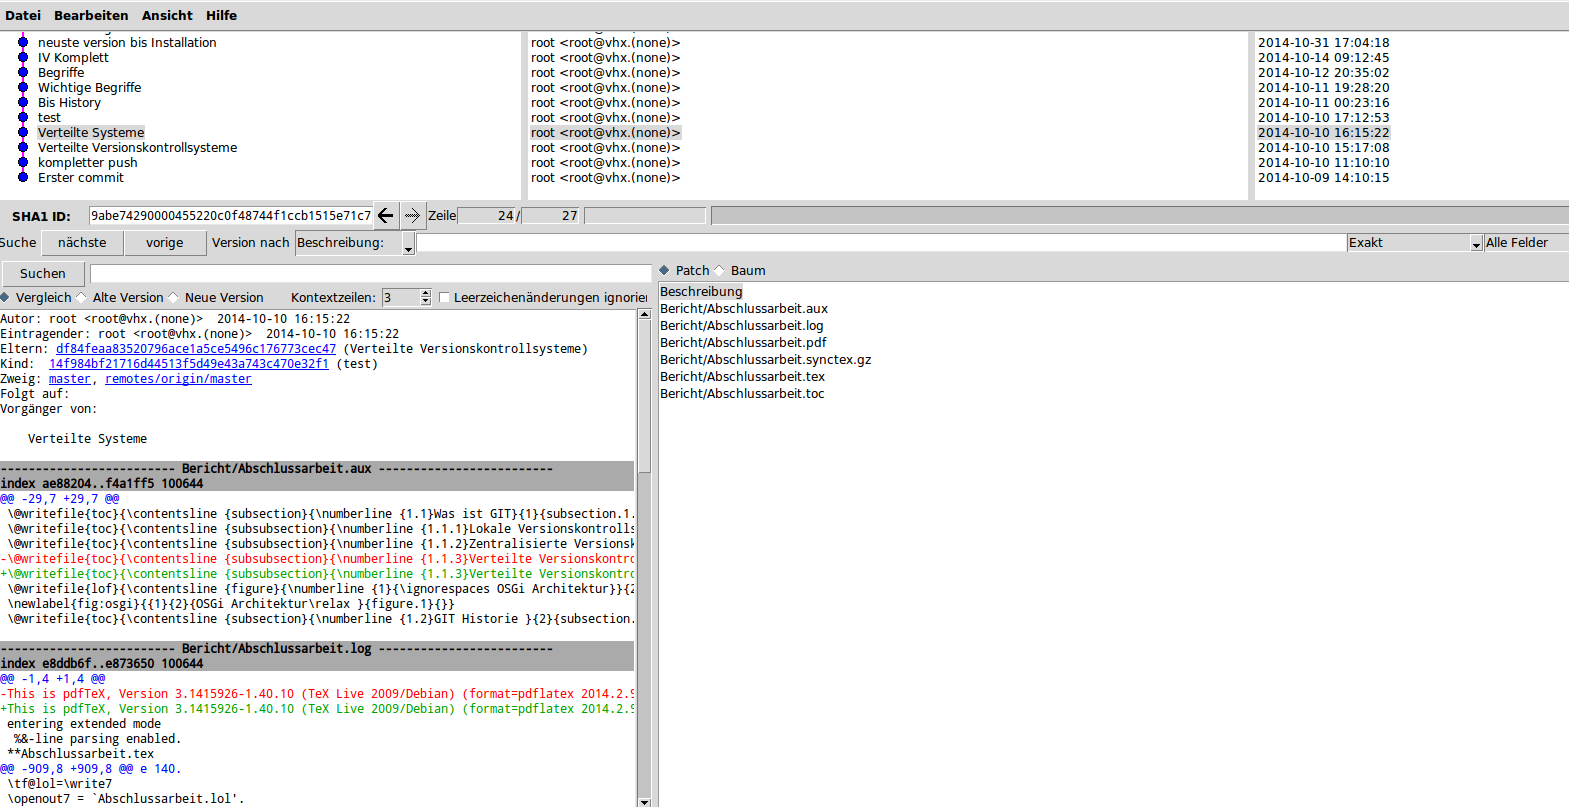 Datei Bearbeiten Ansicht Hilfe
neuste version bis Installation root <root@vhx.(none)> 2014-10-31 17:04:18
IV Komplett root <root@vhx.(none)> 2014-10-14 09:12:45
Begriffe root <root@vhx.(none)> 2014-10-12 20:35:02
Wichtige Begriffe root <root@vhx.(none)> 2014-10-11 19:28:20
Bis History root <root@vhx.(none)> 2014-10-11 00:23:16
test root <root@vhx.(none)> 2014-10-10 17:12:53
Verteilte Systeme root <root@vhx.(none)> 2014-10-10 16:15:22
Verteilte Versionskontrollsysteme root <root@vhx.(none)> 2014-10-10 15:17:08
kompletter push root <root@vhx.(none)> 2014-10-10 11:10:10
Erster commit root <root@vhx.(none)> 2014-10-09 14:10:15
SHA1 ID: 9abe74290000455220c0f48744f1ccb1515e71c7 Zeile 24 / 27
Suche nächste vorige Version nach Beschreibung: Exakt Alle Felder
Suchen
Vergleich Alte Version Neue Version Kontextzeilen: 3 Leerzeichenänderungen ignorie
Autor: root <root@vhx.(none)> 2014-10-10 16:15:22
Eintragender: root <root@vhx.(none)> 2014-10-10 16:15:22
Eltern: df84feaa83520796ace1a5ce5496c176773cec47 (Verteilte Versionskontrollsysteme)
Kind: 14f984bf21716d44513f5d49e43a743c470e32f1 (test)
Zweig: master, remotes/origin/master
Folgt auf:
Vorgänger von:
Verteilte Systeme
------------------------- Bericht/Abschlussarbeit.aux -------------------------
index ae88204..f4a1ff5 100644
@@ -29,7 +29,7 @@
\@writefile{toc}{\contentsline {subsection}{\numberline {1.1}Was ist GIT}{1}{subsection.1.
\@writefile{toc}{\contentsline {subsubsection}{\numberline {1.1.1}Lokale Versionskontrolls
\@writefile{toc}{\contentsline {subsubsection}{\numberline {1.1.2}Zentralisierte Versionsk
-\@writefile{toc}{\contentsline {subsubsection}{\numberline {1.1.3}Verteilte Versionskontro
+\@writefile{toc}{\contentsline {subsubsection}{\numberline {1.1.3}Verteilte Versionskontro
\@writefile{lof}{\contentsline {figure}{\numberline {1}{\ignorespaces OSGi Architektur}}{2
\newlabel{fig:osgi}{{1}{2}{OSGi Architektur\relax }{figure.1}{}}
\@writefile{toc}{\contentsline {subsection}{\numberline {1.2}GIT Historie }{2}{subsection.
------------------------- Bericht/Abschlussarbeit.log -------------------------
index e8ddb6f..e873650 100644
@@ -1,4 +1,4 @@
-This is pdfTeX, Version 3.1415926-1.40.10 (TeX Live 2009/Debian) (format=pdflatex 2014.2.9
+This is pdfTeX, Version 3.1415926-1.40.10 (TeX Live 2009/Debian) (format=pdflatex 2014.2.9
entering extended mode
%&-line parsing enabled.
**Abschlussarbeit.tex
@@ -909,8 +909,8 @@ e 140.
\tf@lol=\write7
\openout7 = `Abschlussarbeit.lol'.
Patch Baum
Beschreibung
Bericht/Abschlussarbeit.aux
Bericht/Abschlussarbeit.log
Bericht/Abschlussarbeit.pdf
Bericht/Abschlussarbeit.synctex.gz
Bericht/Abschlussarbeit.tex
Bericht/Abschlussarbeit.toc